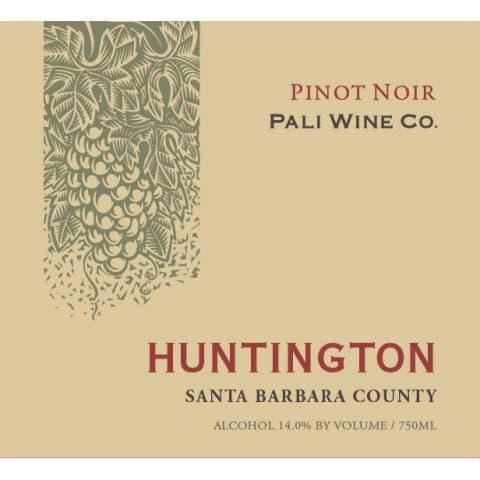 PINOT NOIR
PALI WINE CO.
HUNTINGTON
SANTA BARBARA COUNTY
ALCOHOL 14.0% BY VOLUME / 750ML